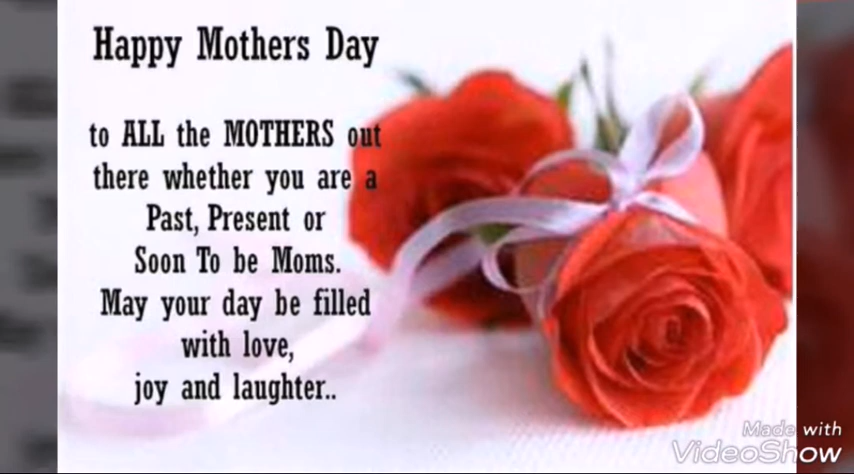 Happy Mothers Day
to ALL the MOTHERS out
there whether you are a
Past, Present or
Soon To be Moms.
May your day be filled
with love,
joy and laughter..
Made with
VideoShow